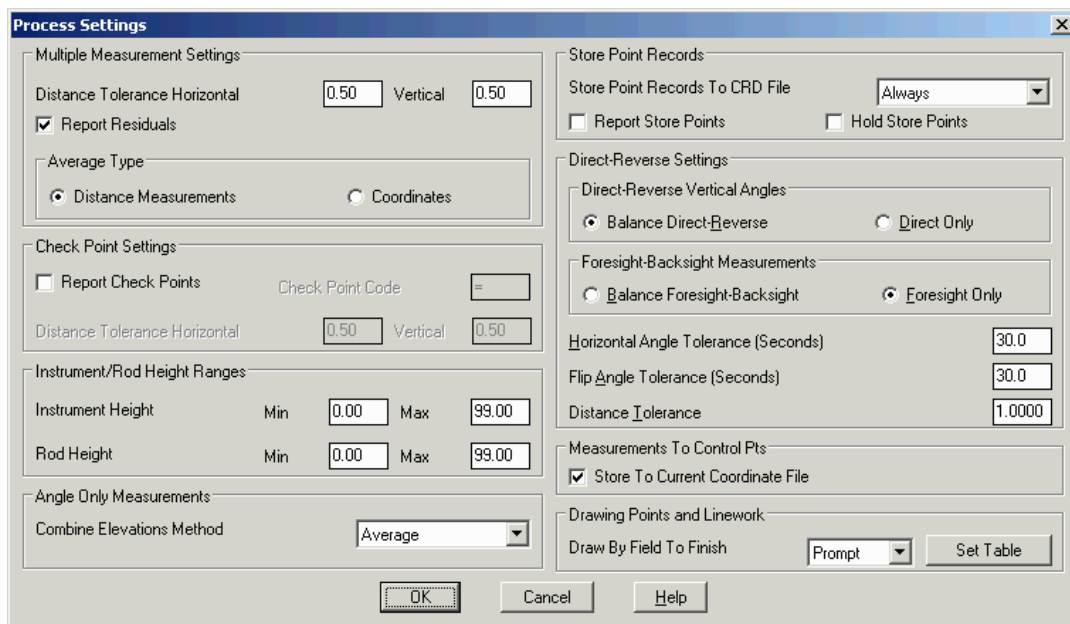 Process Settings
Multiple Measurement Settings
Distance Tolerance Horizontal 0.50 Vertical 0.50
Report Residuals
Average Type
Distance Measurements Coordinates
Check Point Settings
Report Check Points Check Point Code =
Distance Tolerance Horizontal 0.50 Vertical 0.50
Instrument/Rod Height Ranges
Instrument Height Min 0.00 Max 99.00
Rod Height Min 0.00 Max 99.00
Angle Only Measurements
Combine Elevations Method Average
Store Point Records
Store Point Records To CRD File Always
Report Store Points Hold Store Points
Direct-Reverse Settings
Direct-Reverse Vertical Angles
Balance Direct-Reverse Direct Only
Foresight-Backsight Measurements
Balance Foresight-Backsight Foresight Only
Horizontal Angle Tolerance (Seconds) 30.0
Flip Angle Tolerance (Seconds) 30.0
Distance Tolerance 1.0000
Measurements To Control Pts
Store To Current Coordinate File
Drawing Points and Linework
Draw By Field To Finish Prompt Set Table
OK Cancel Help